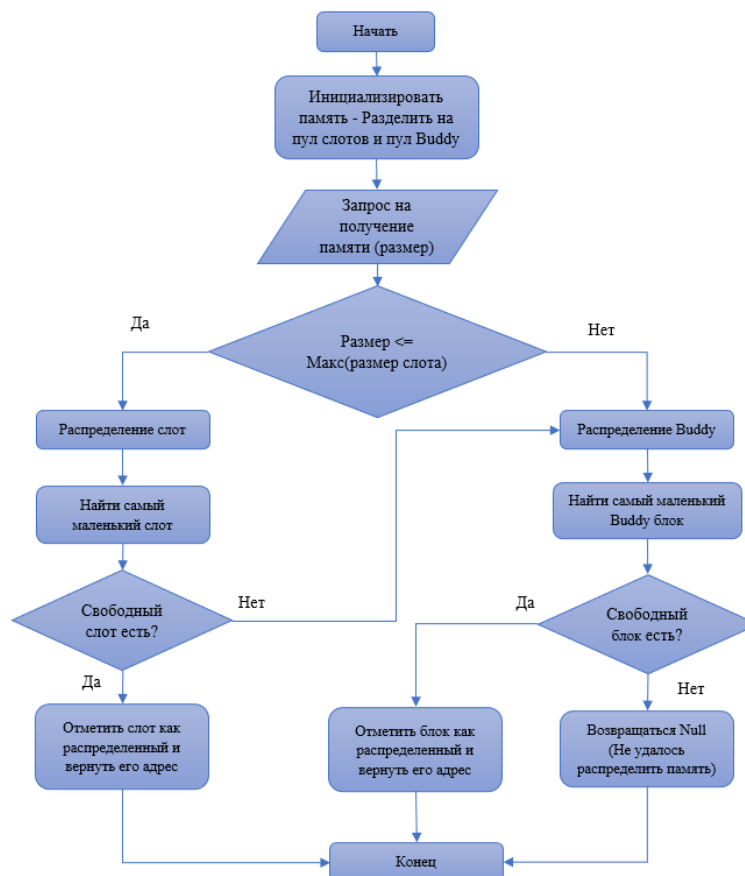 Начать
Инициализировать
память - Разделить на
пул слотов и пул Buddy
Запрос на
получение
памяти (размер)
Да
Размер <=
Макс(размер слота)
Нет
Распределение слот
Распределение Buddy
Найти самый
маленький слот
Найти самый маленький
Buddy блок
Свободный
слот есть?
Нет
Да
Свободный
блок есть?
Да
Нет
Отметить слот как
распределенный и
вернуть его адрес
Отметить блок как
распределенный и
вернуть его адрес
Возвращаться Null
(Не удалось
распределить память)
Конец